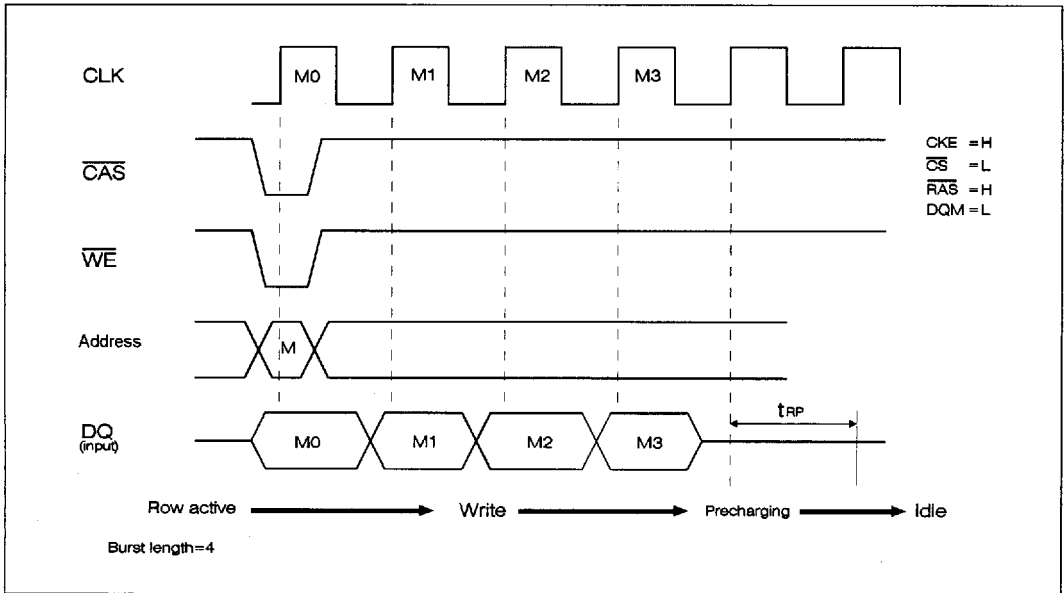 CLK M0 M1 M2 M3
CKE = H
CAS CS = L
RAS = H
DQM = L
WE
Address M
tRP
DQ M0 M1 M2 M3
(input)
Row active Write Precharging Idle
Burst length=4